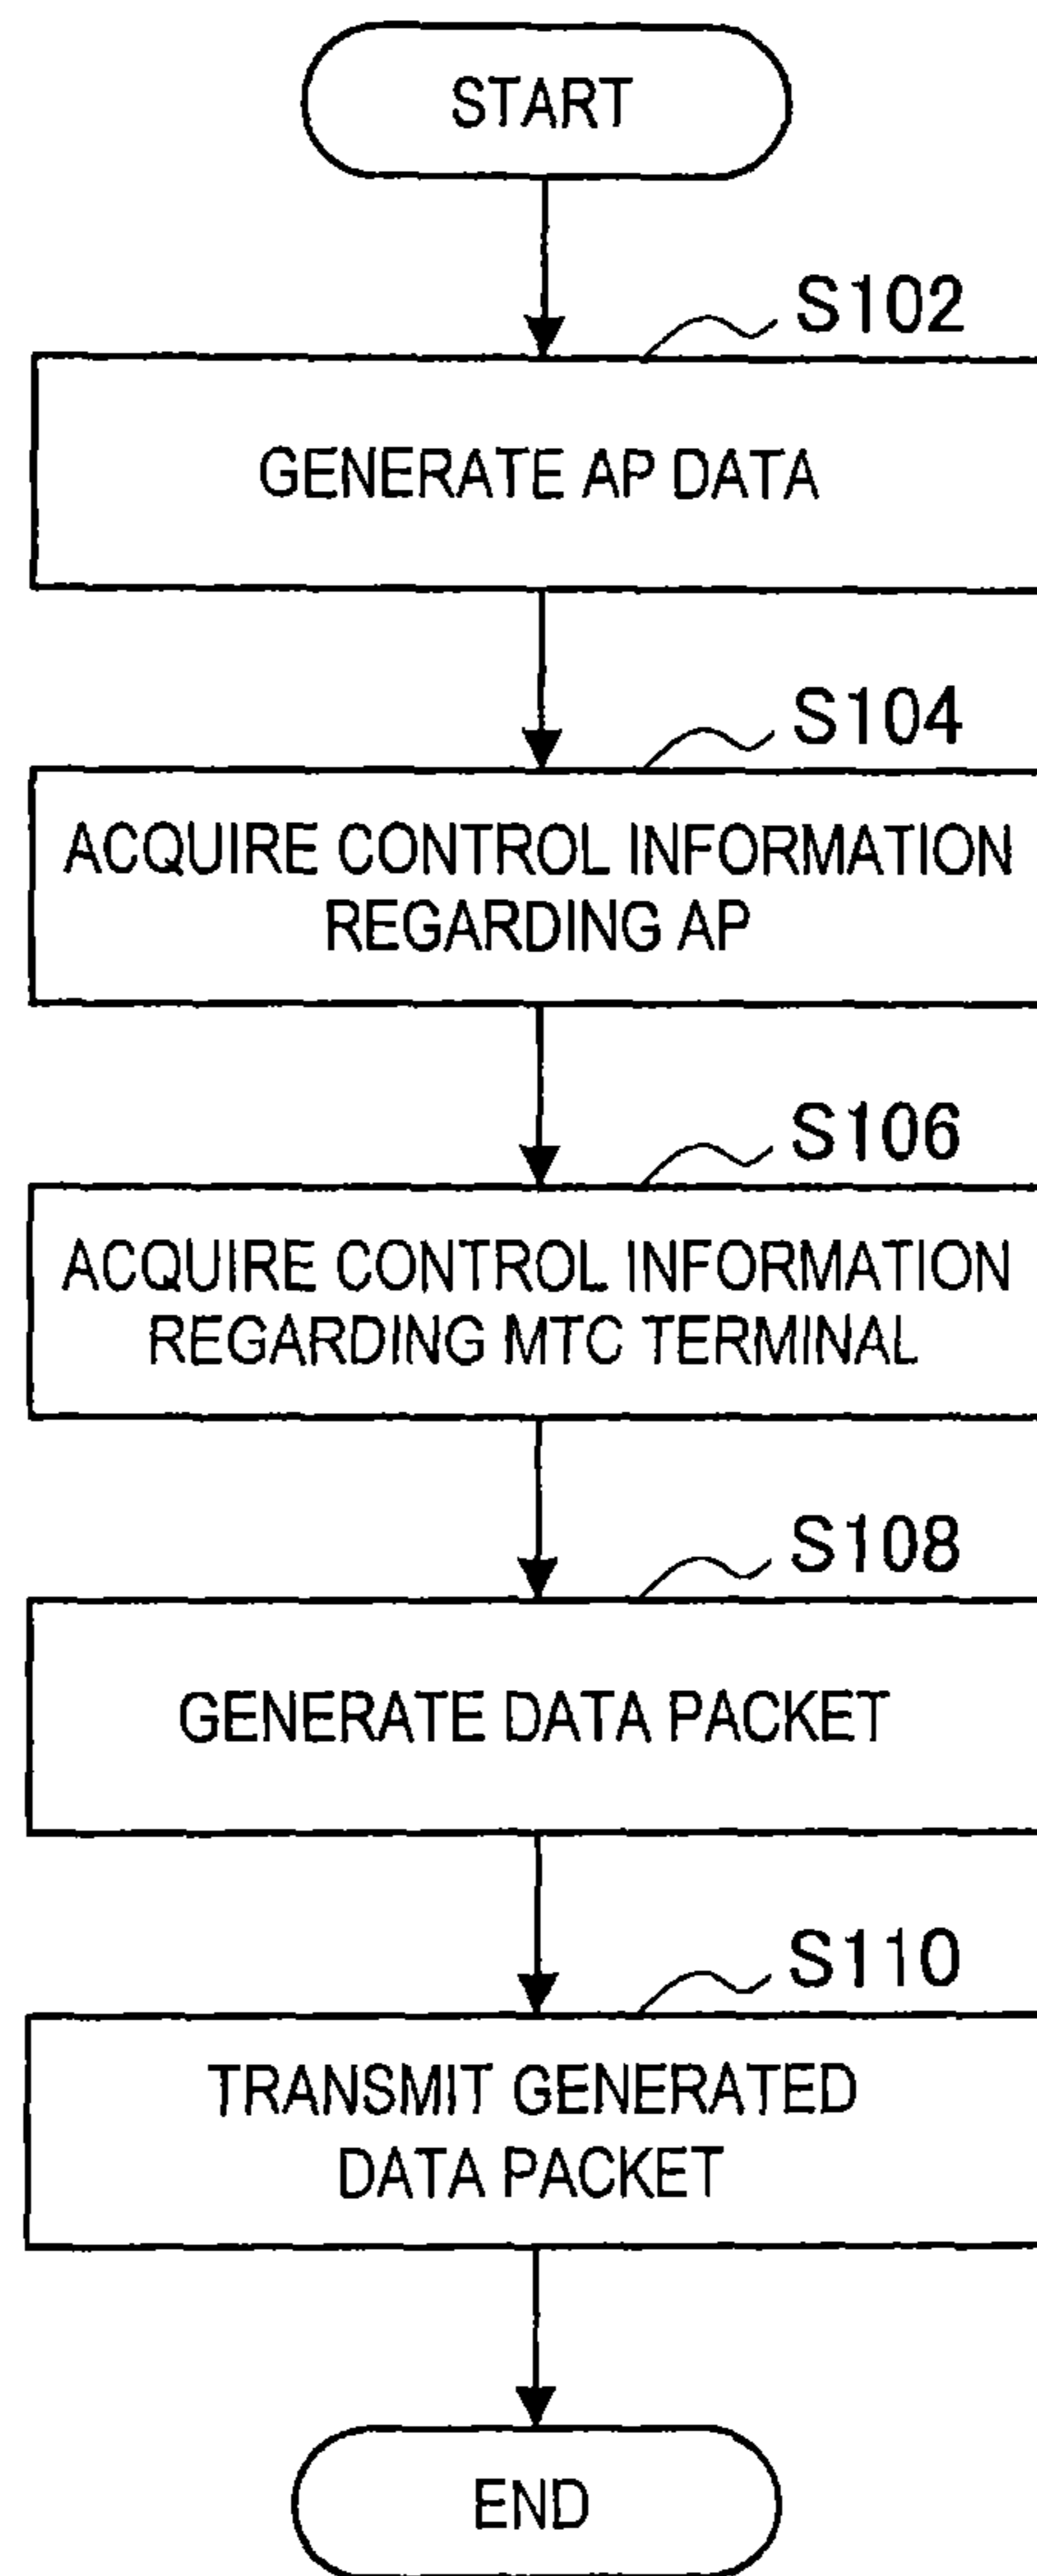 START
S102
GENERATE AP DATA
S104
ACQUIRE CONTROL INFORMATION
REGARDING AP
S106
ACQUIRE CONTROL INFORMATION
REGARDING MTC TERMINAL
S108
GENERATE DATA PACKET
S110
TRANSMIT GENERATED
DATA PACKET
END